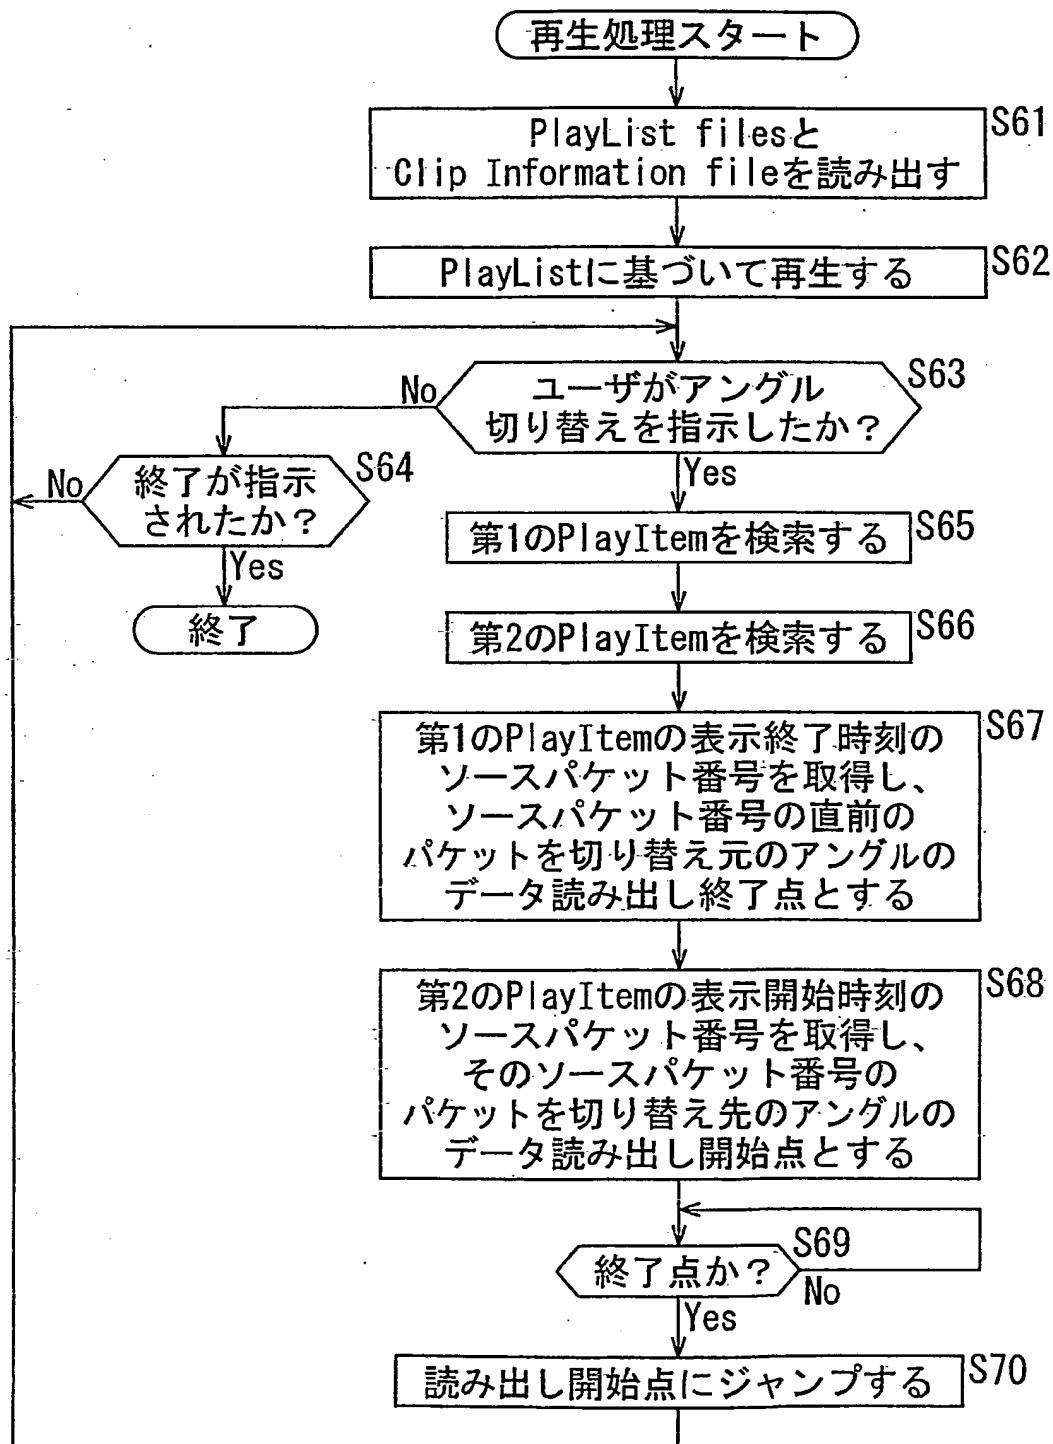 再生処理スタート
S61
PlayList filesと
Clip Information fileを読み出す
S62
PlayListに基づいて再生する
S63
ユーザがアングル
切り替えを指示したか？
No
Yes
S64
終了が指示
されたか？
No
Yes
終了
S65
第1のPlayItemを検索する
S66
第2のPlayItemを検索する
S67
第1のPlayItemの表示終了時刻の
ソースパケット番号を取得し、
ソースパケット番号の直前の
パケットを切り替え元のアングルの
データ読み出し終了点とする
S68
第2のPlayItemの表示開始時刻の
ソースパケット番号を取得し、
そのソースパケット番号の
パケットを切り替え先のアングルの
データ読み出し開始点とする
S69
終了点か？
No
Yes
S70
読み出し開始点にジャンプする